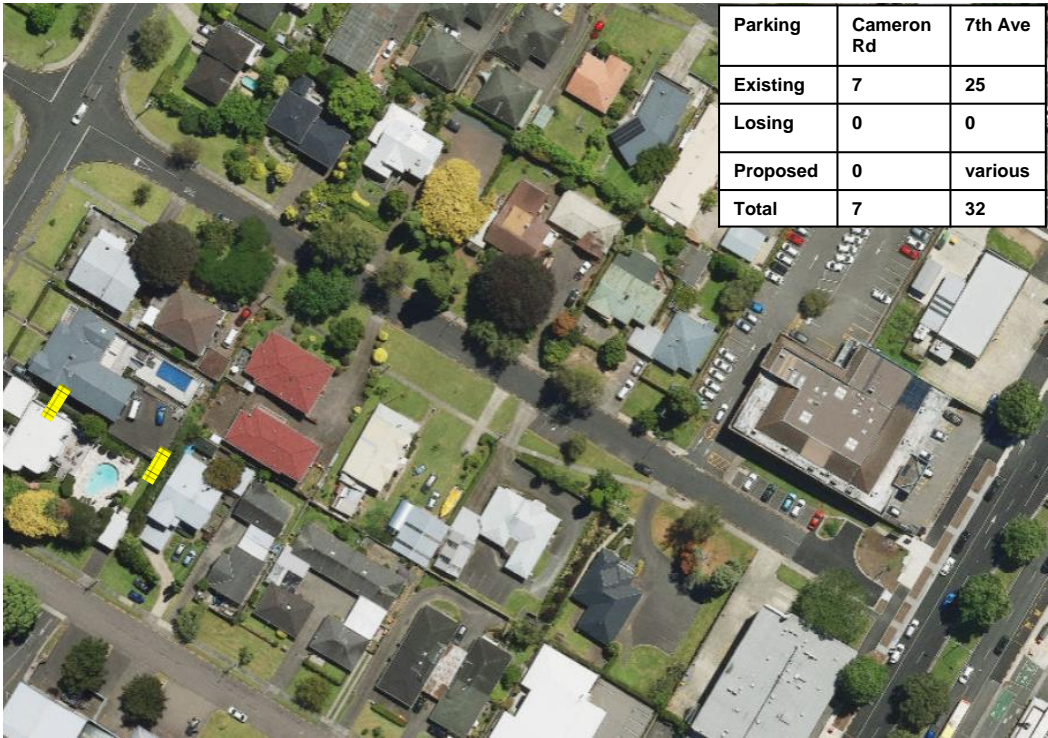 Parking Cameron Rd 7th Ave
Existing 7 25
Losing 0 0
Proposed 0 various
Total 7 32